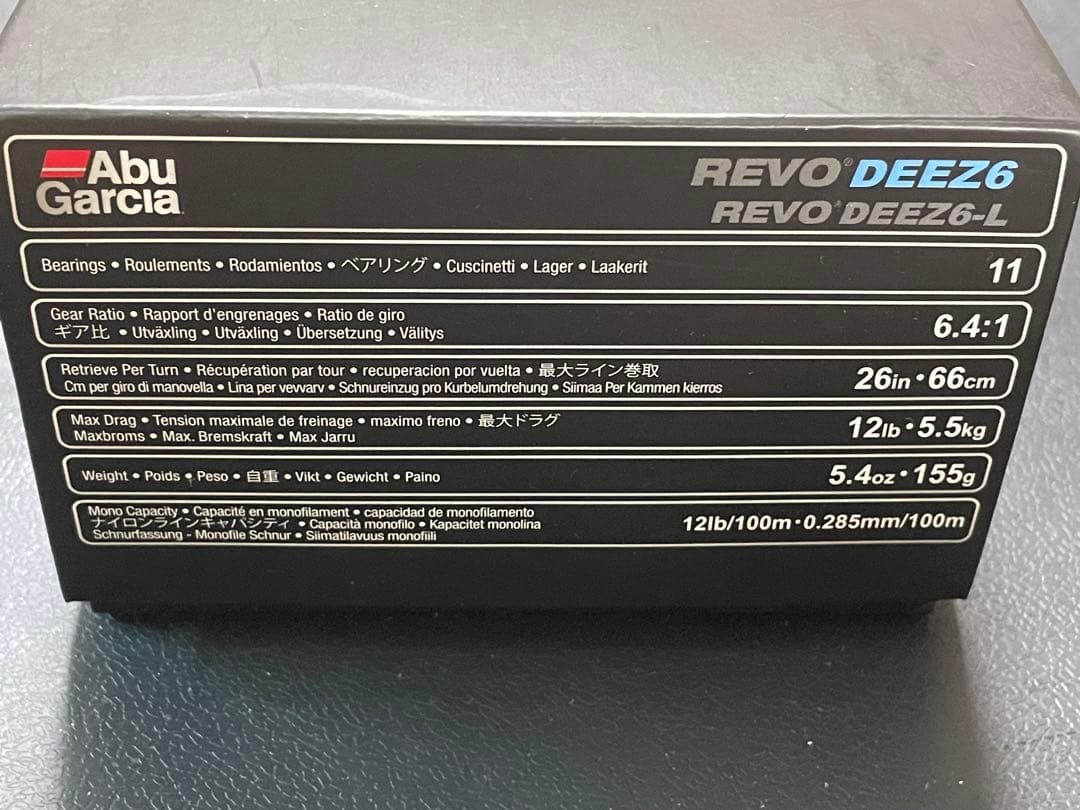 Abu
Garcia
REVO® DEEZ6
REVO® DEEZ6-L
Bearings • Roulements • Rodamientos • ベアリング • Cuscinetti • Lager • Laakerit 11
Gear Ratio • Rapport d'engrenages • Ratio de giro
ギア比 • Utväxling • Utväxling • Übersetzung • Välitys
6.4:1
Retrieve Per Turn • Récupération par tour • recuperacion por vuelta • 最大ライン巻取
Cm per giro di manovella • Lina per vevvarv • Schnureinzug pro Kurbelumdrehung • Siimaa Per Kammen kierros
26in•66cm
Max Drag • Tension maximale de freinage • maximo freno • 最大ドラグ
Maxbroms • Max. Bremskraft • Max Jarru
12lb•5.5kg
Weight • Poids • Peso • 自重 • Vikt • Gewicht • Paino 5.4oz•155g
Mono Capacity • Capacité en monofilament • capacidad de monofilamento
ナイロンラインキャパシティ • Capacità monofilo • Kapacitet monolina
Schnurfassung - Monofile Schnur • Siimatilavuus monofiili
12lb/100m•0.285mm/100m